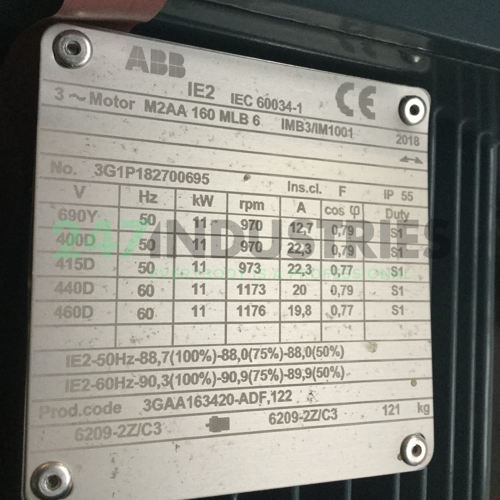 ABB
IE2 IEC 60034-1 CE
3 ~ Motor M2AA 160 MLB 6 IMB3/IM1001 2018
No. 3G1P182700695 Ins.cl. F IP 55
V Hz kW rpm A cos φ Duty
690Y 50 11 970 12,7 0,79 S1
400D 50 11 970 22,3 0,79 S1
415D 50 11 973 22,3 0,77 S1
440D 60 11 1173 20 0,79 S1
460D 60 11 1176 19,8 0,77 S1
247INDUSTRIES
IE2-50Hz-88,7(100%)-88,0(75%)-88,0(50%)
IE2-60Hz-90,3(100%)-90,9(75%)-89,9(50%)
Prod.code 3GAA163420-ADF,122
6209-2Z/C3 6209-2Z/C3 121 kg